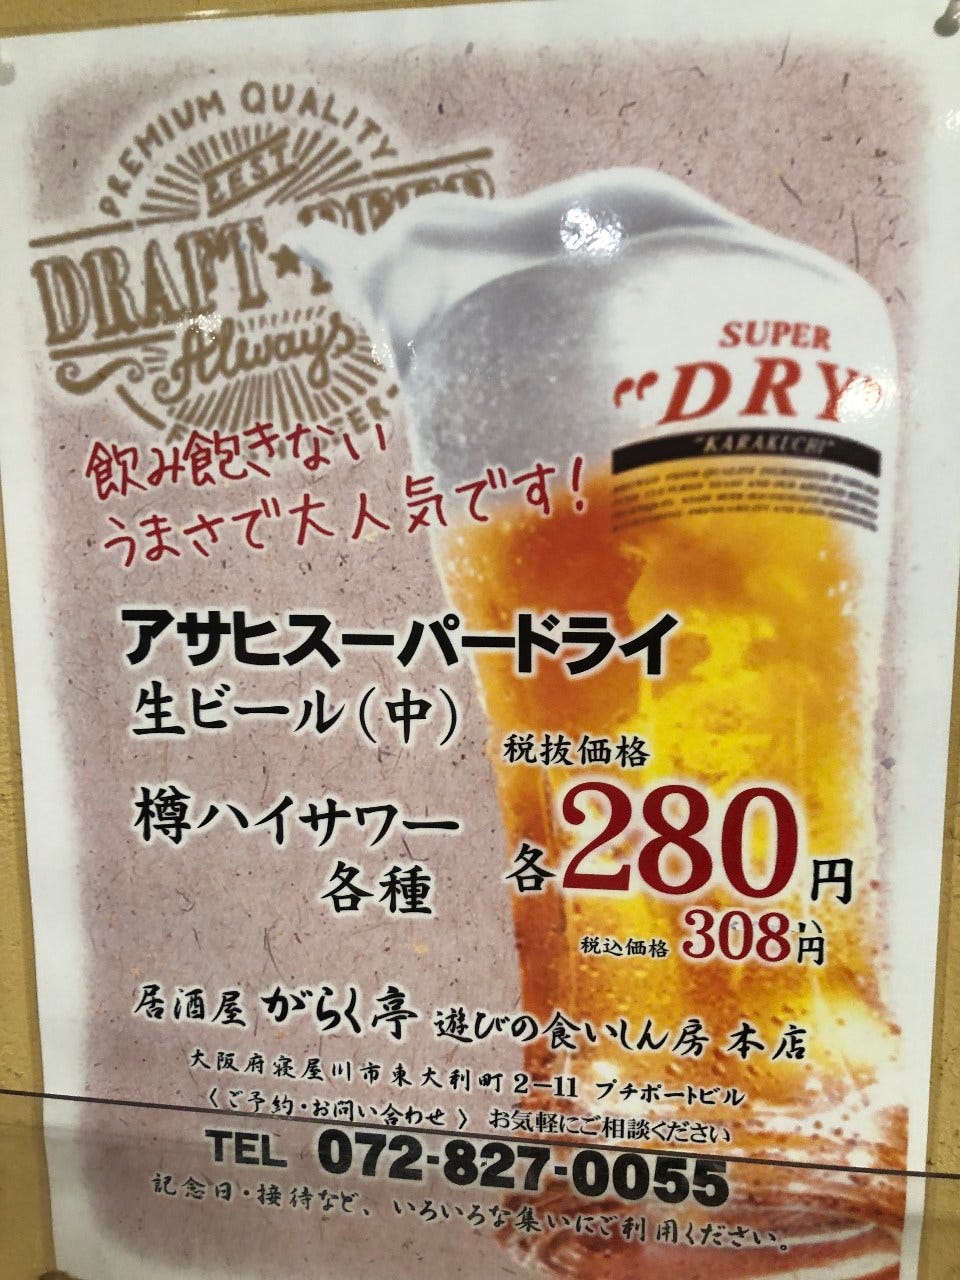 PREMIUM QUALITY
BEST
DRAFT★BEER
Always
SUPER
"DRY"
"KARAKUCHI"
飲み飽きない
うまさで大人気です!
アサヒスーパードライ
生ビール(中)
税抜価格
樽ハイサワー
各種
各280円
税込価格 308円
居酒屋 がらく亭 遊びの食いしん房 本店
大阪府寝屋川市東大利町2-11 プチポートビル
〈ご予約・お問い合わせ〉 お気軽にご相談ください
TEL 072-827-0055
記念日・接待など、いろいろな集いにご利用ください。